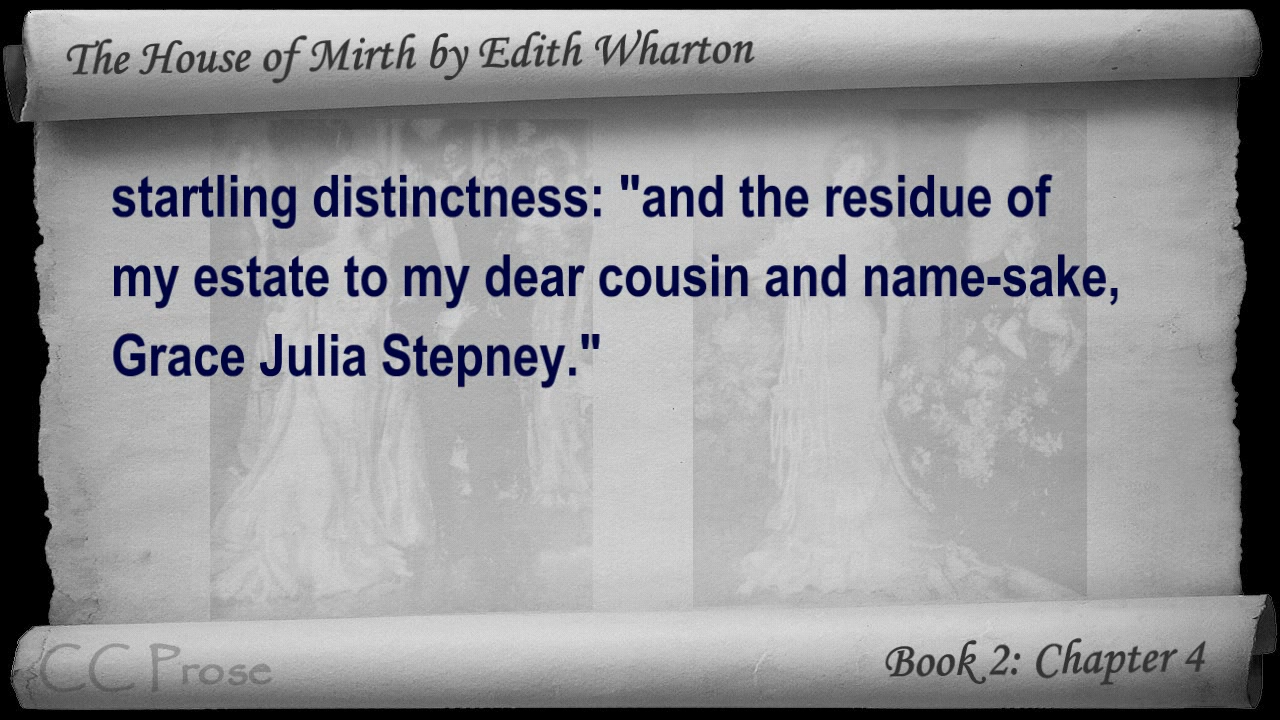 The House of Mirth by Edith Wharton
startling distinctness: "and the residue of
my estate to my dear cousin and name-sake,
Grace Julia Stepney."
CC Prose
Book 2: Chapter 4